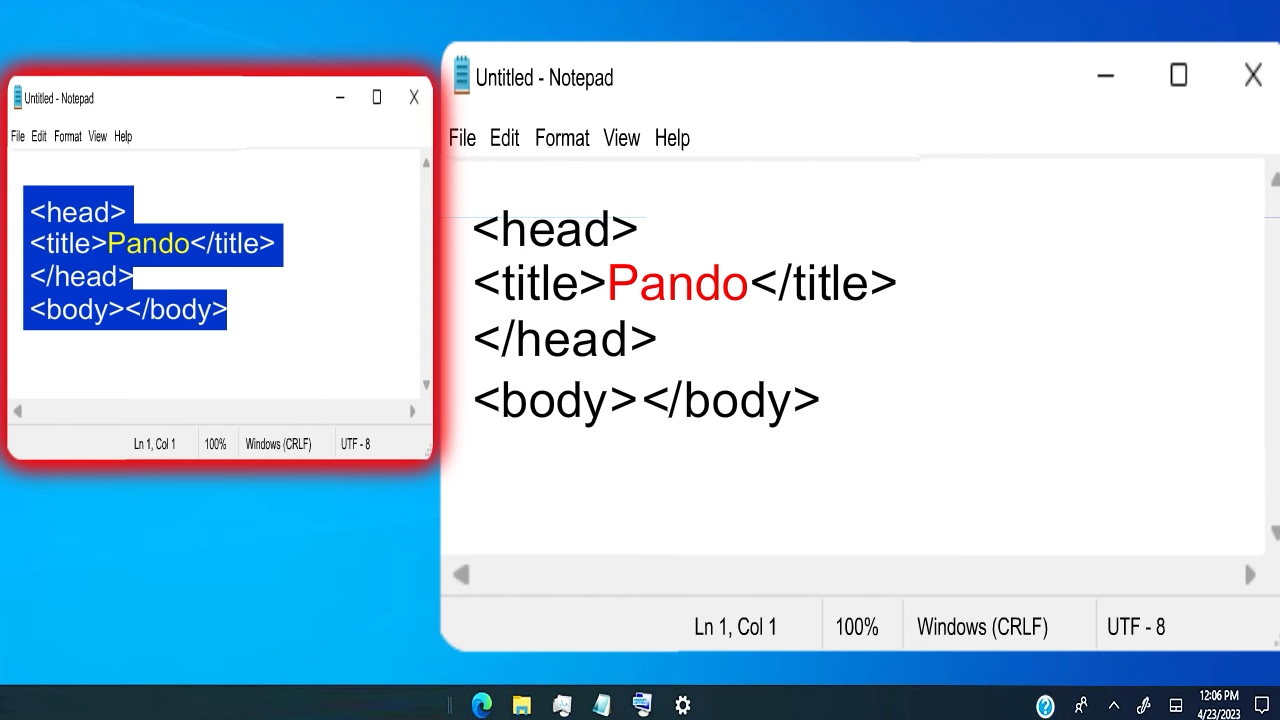 Untitled - Notepad
File Edit Format View Help
<head>
<title>Pando</title>
</head>
<body></body>
Ln 1, Col 1 100% Windows (CRLF) UTF - 8
Untitled - Notepad
File Edit Format View Help
<head>
<title>Pando</title>
</head>
<body></body>
Ln 1, Col 1 100% Windows (CRLF) UTF - 8
12:06 PM
4/23/2023